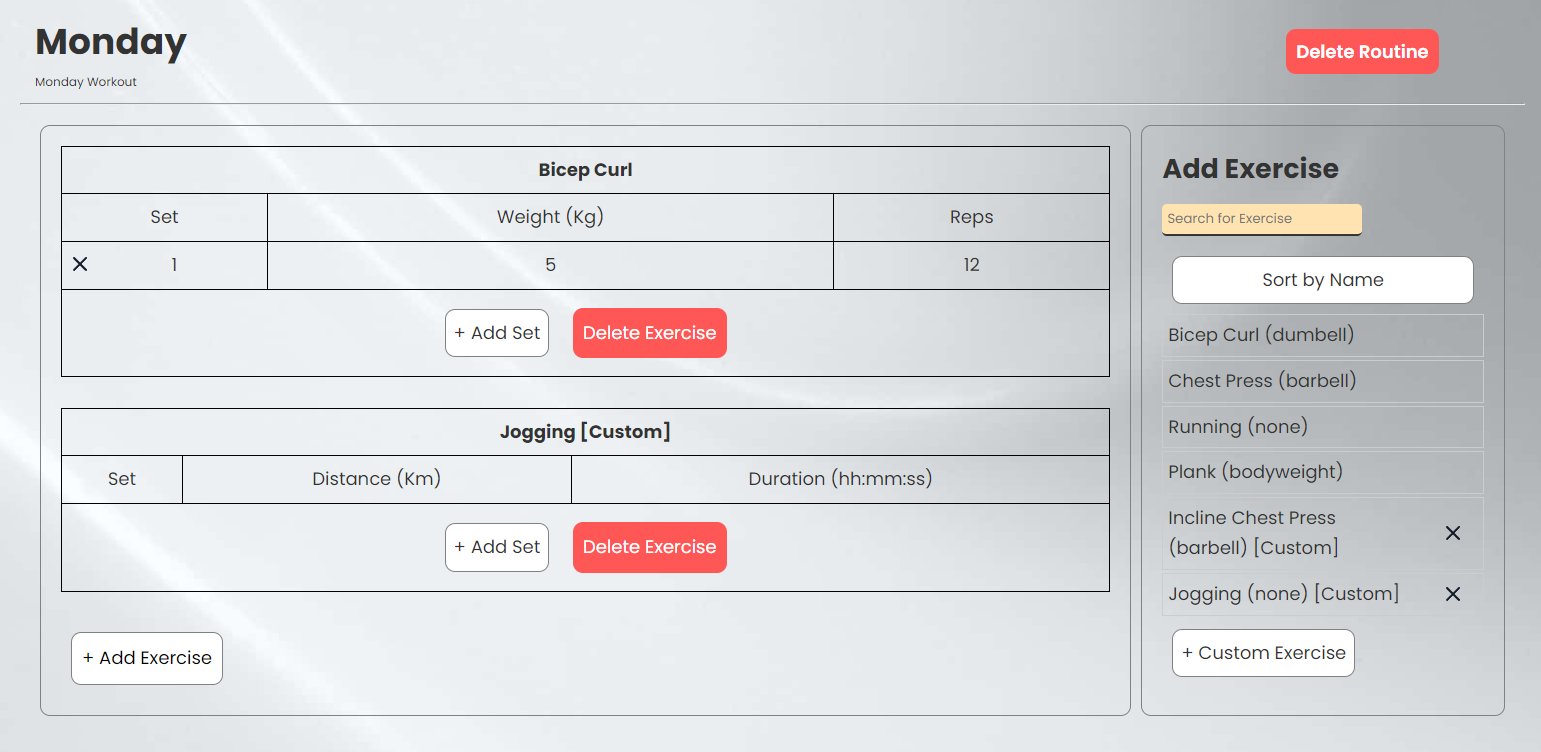 Monday
Monday Workout
Delete Routine
Bicep Curl
Set Weight (Kg) Reps
1 5 12
+ Add Set Delete Exercise
Jogging [Custom]
Set Distance (Km) Duration (hh:mm:ss)
+ Add Set Delete Exercise
+ Add Exercise
Add Exercise
Search for Exercise
Sort by Name
Bicep Curl (dumbell)
Chest Press (barbell)
Running (none)
Plank (bodyweight)
Incline Chest Press
(barbell) [Custom]
Jogging (none) [Custom]
+ Custom Exercise